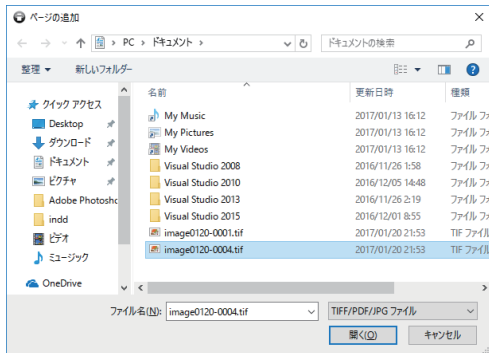 ページの追加
PC › ドキュメント ›
ドキュメントの検索
整理 新しいフォルダー
名前 更新日時 種類
クイック アクセス
Desktop
ダウンロード
ドキュメント
ピクチャ
Adobe Photosho
indd
ビデオ
ミュージック
OneDrive
My Music 2017/01/13 16:12 ファイル フォ
My Pictures 2017/01/13 16:12 ファイル フォ
My Videos 2017/01/13 16:12 ファイル フォ
Visual Studio 2008 2016/11/26 1:58 ファイル フォ
Visual Studio 2010 2016/12/05 14:48 ファイル フォ
Visual Studio 2013 2016/11/26 2:19 ファイル フォ
Visual Studio 2015 2016/12/01 8:55 ファイル フォ
image0120-0001.tif 2017/01/20 21:53 TIF ファイル
image0120-0004.tif 2017/01/20 21:53 TIF ファイル
ファイル名(N): image0120-0004.tif TIFF/PDF/JPG ファイル
開く(O) キャンセル